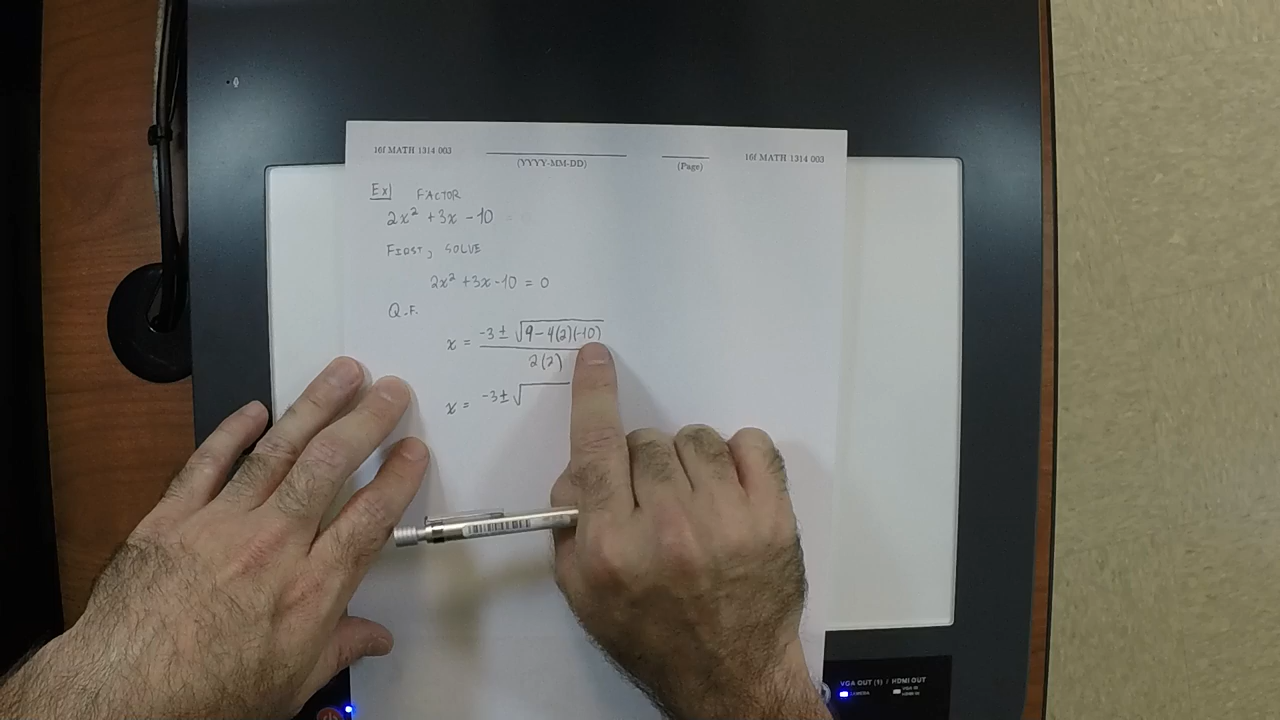 16f MATH 1314 003
(YYYY-MM-DD)
(Page)
16f MATH 1314 003
Ex] FACTOR
2x² + 3x - 10
FIRST, SOLVE
2x² + 3x - 10 = 0
Q.F.
x = -3 ± √9 - 4(2)(-10)
2(2)
x = -3 ± √
VGA OUT (1) / HDMI OUT
CAMERA